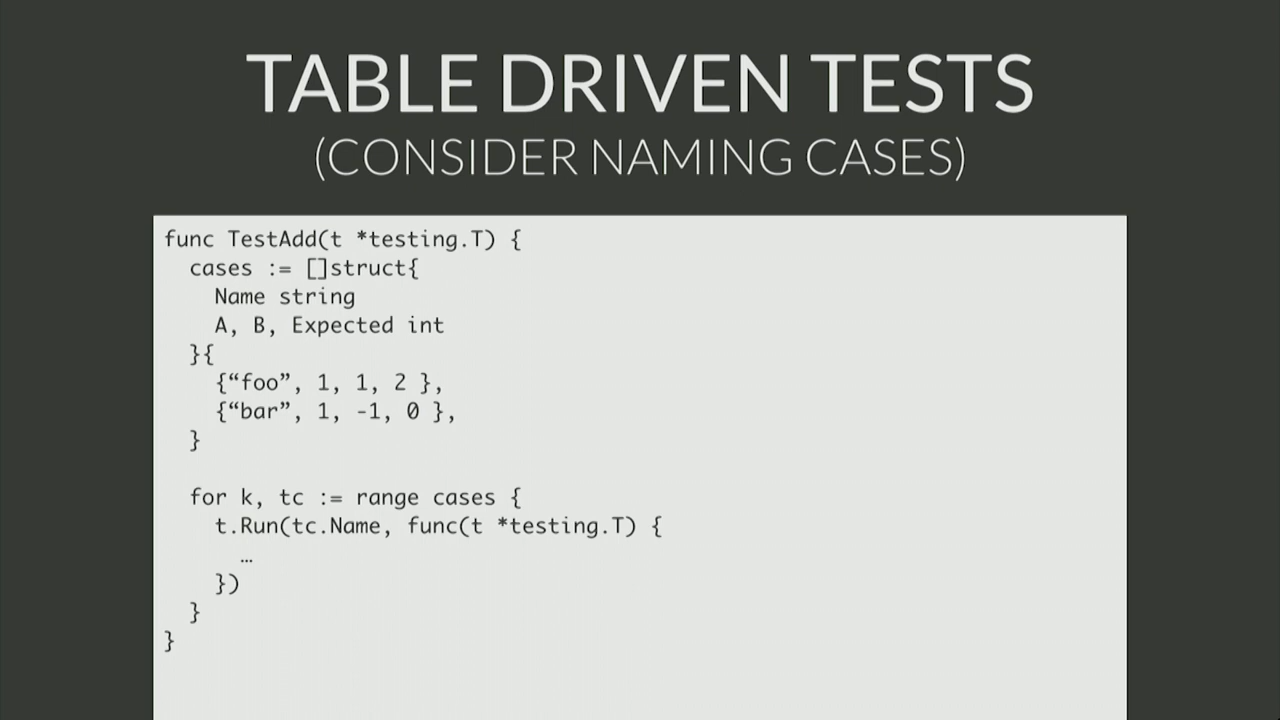 TABLE DRIVEN TESTS
(CONSIDER NAMING CASES)
func TestAdd(t *testing.T) {
  cases := []struct{
    Name string
    A, B, Expected int
  }{
    {“foo”, 1, 1, 2 },
    {“bar”, 1, -1, 0 },
  }

  for k, tc := range cases {
    t.Run(tc.Name, func(t *testing.T) {
      …
    })
  }
}